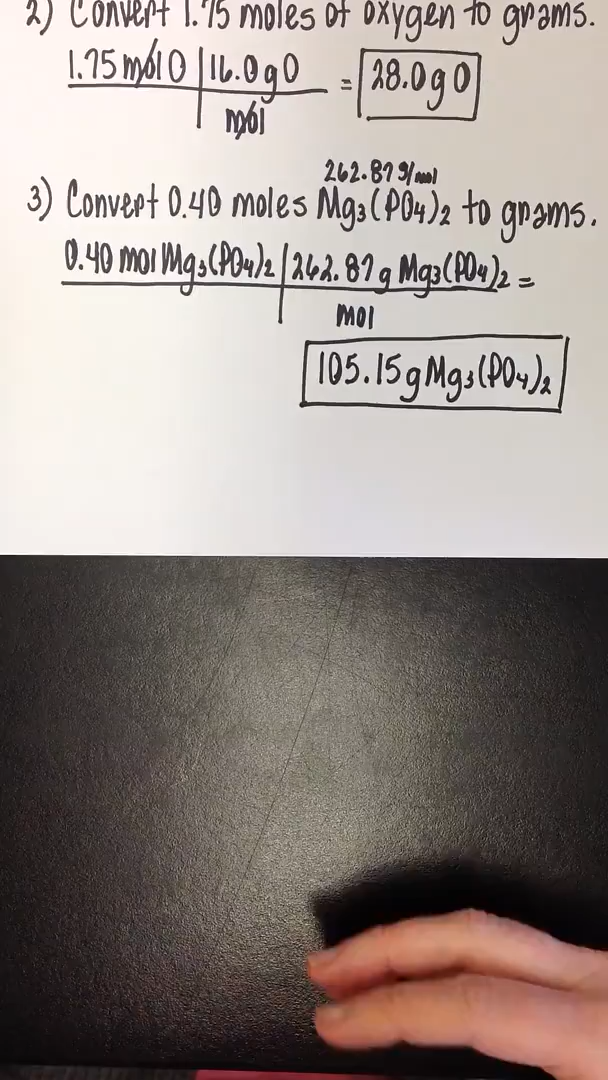 2) Convert 1.75 moles of oxygen to grams.
1.75 mol O | 16.0 g O = 28.0 g O
mol
262.87 g/mol
3) Convert 0.40 moles Mg₃(PO₄)₂ to grams.
0.40 mol Mg₃(PO₄)₂ | 262.87 g Mg₃(PO₄)₂ =
mol
105.15 g Mg₃(PO₄)₂